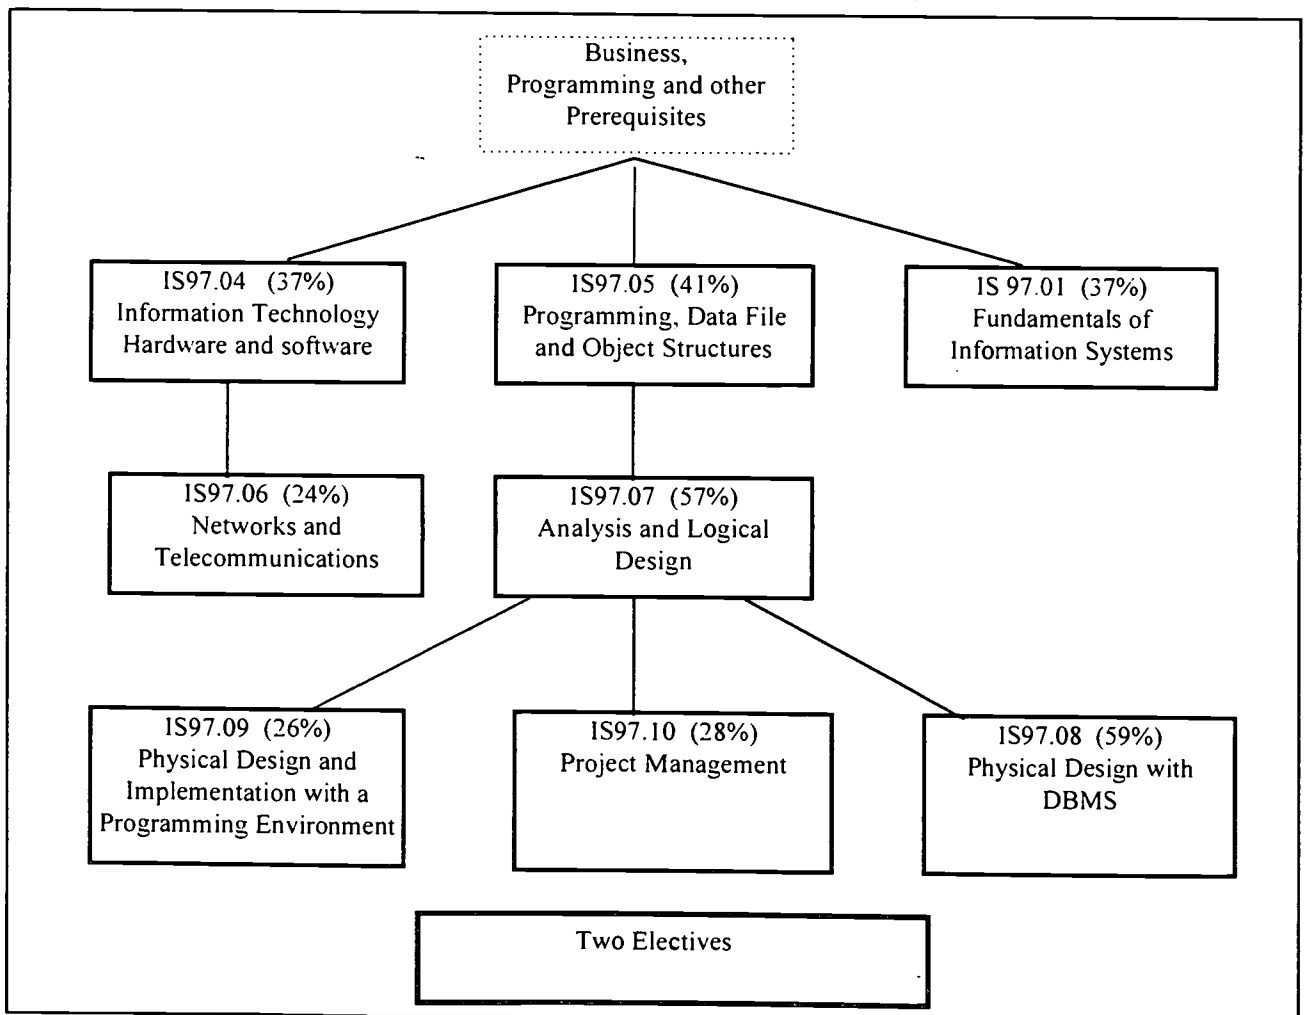 Business,
Programming and other
Prerequisites
IS97.04 (37%)
Information Technology
Hardware and software
IS97.05 (41%)
Programming, Data File
and Object Structures
IS 97.01 (37%)
Fundamentals of
Information Systems
IS97.06 (24%)
Networks and
Telecommunications
IS97.07 (57%)
Analysis and Logical
Design
IS97.09 (26%)
Physical Design and
Implementation with a
Programming Environment
IS97.10 (28%)
Project Management
IS97.08 (59%)
Physical Design with
DBMS
Two Electives